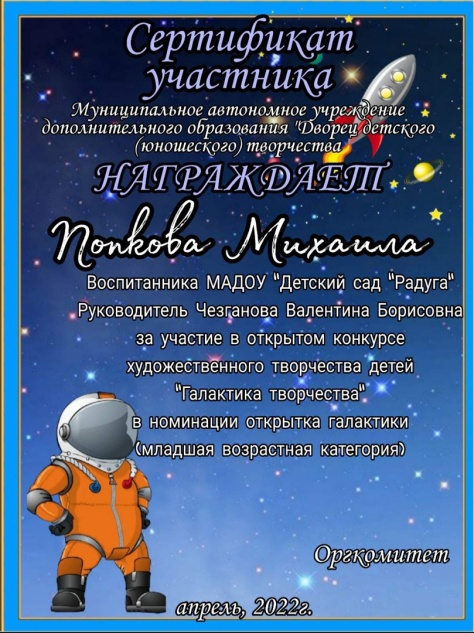 Сертификат
участника
Муниципальное автономное учреждение
дополнительного образования "Дворец детского
(юношеского) творчества
НАГРАЖДАЕТ
Попкова Михаила
Воспитанника МАДОУ "Детский сад "Радуга"
Руководитель Чезганова Валентина Борисовна
за участие в открытом конкурсе
художественного творчества детей
"Галактика творчества"
в номинации открытка галактики
(младшая возрастная категория)
Оргкомитет
апрель, 2022г.